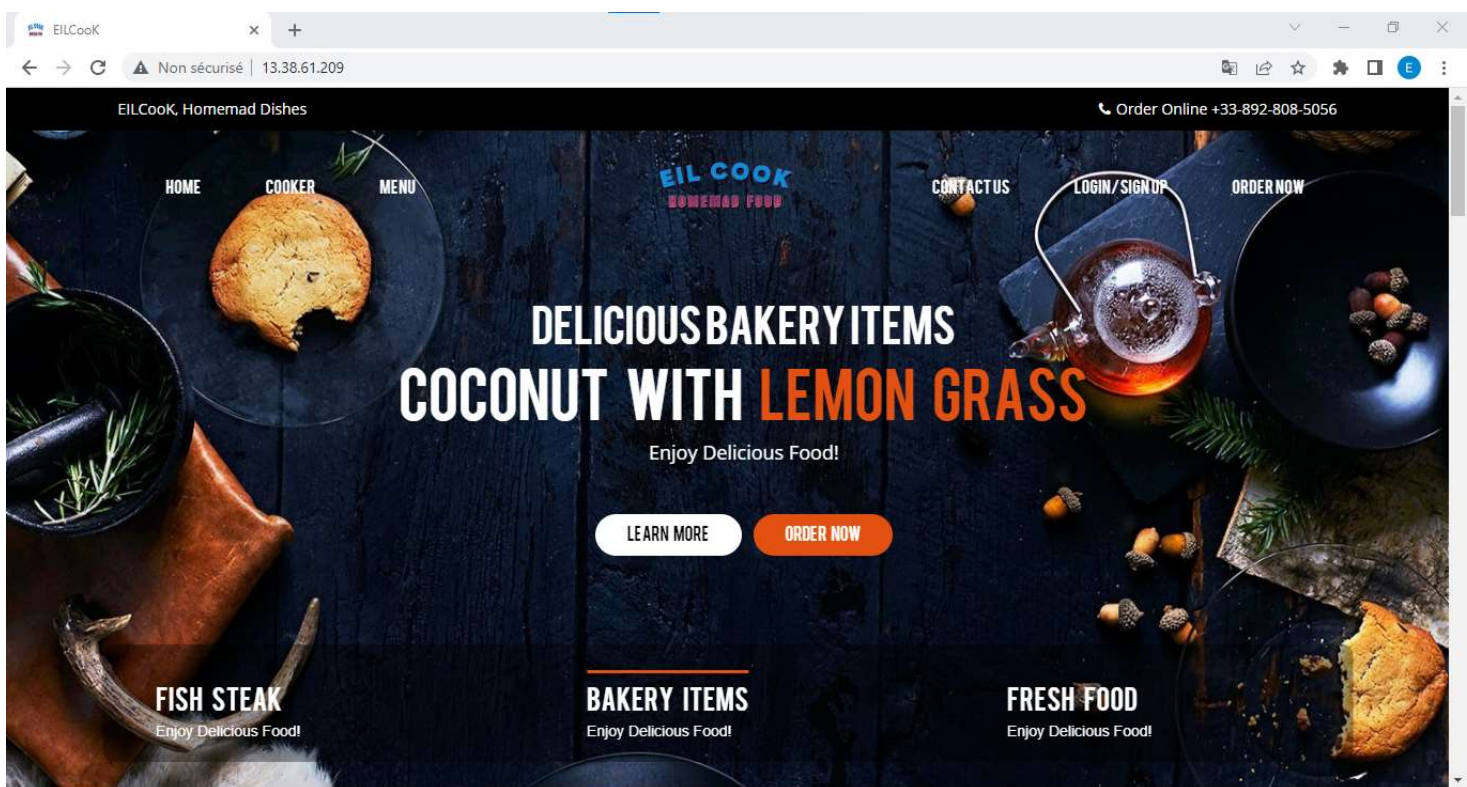 EILCooK
Non sécurisé | 13.38.61.209
E
EILCooK, Homemad Dishes
Order Online +33-892-808-5056
HOME
COOKER
MENU
EIL COOK
HOMEMAD FOOD
CONTACT US
LOGIN/SIGN UP
ORDER NOW
DELICIOUS BAKERY ITEMS
COCONUT WITH LEMON GRASS
Enjoy Delicious Food!
LEARN MORE
ORDER NOW
FISH STEAK
Enjoy Delicious Food!
BAKERY ITEMS
Enjoy Delicious Food!
FRESH FOOD
Enjoy Delicious Food!